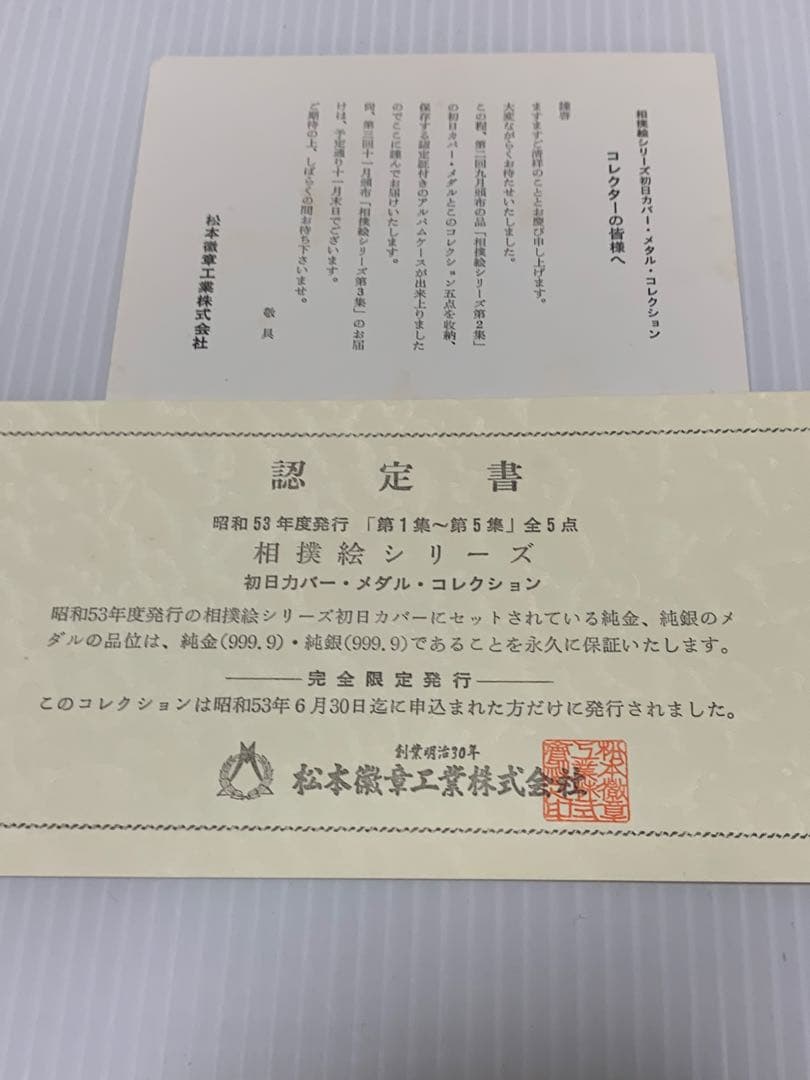 相撲絵シリーズ初日カバー・メダル・コレクション
コレクターの皆様へ
謹啓
ますますご清祥のこととお慶び申し上げます。
大変ながらくお待たせいたしました。
この程、第二回九月頒布の品「相撲絵シリーズ第2集」
の初日カバー・メダルとこのコレクション五点を収納、
保存する認定証付きのアルバムケースが出来上りました
のでここに謹んでお届けいたします。
尚、第三回十一月頒布「相撲絵シリーズ第3集」のお届
けは、予定通り十一月末日でございます。
ご期待の上、しばらくの間お待ち下さいませ。
敬具
松本徽章工業株式会社
認定書
昭和53年度発行 「第1集〜第5集」全5点
相撲絵シリーズ
初日カバー・メダル・コレクション
昭和53年度発行の相撲絵シリーズ初日カバーにセットされている純金、純銀のメ
ダルの品位は、純金(999.9)・純銀(999.9)であることを永久に保証いたします。
完全限定発行
このコレクションは昭和53年6月30日迄に申込まれた方だけに発行されました。
創業明治30年
松本徽章工業株式会社